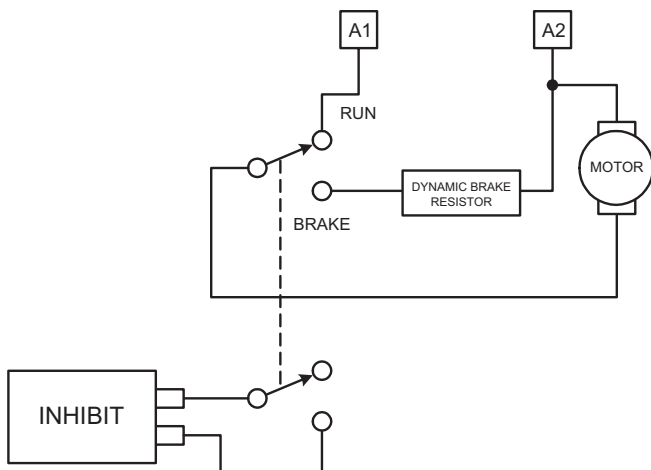 A1
A2
RUN
MOTOR
DYNAMIC BRAKE
RESISTOR
BRAKE
INHIBIT